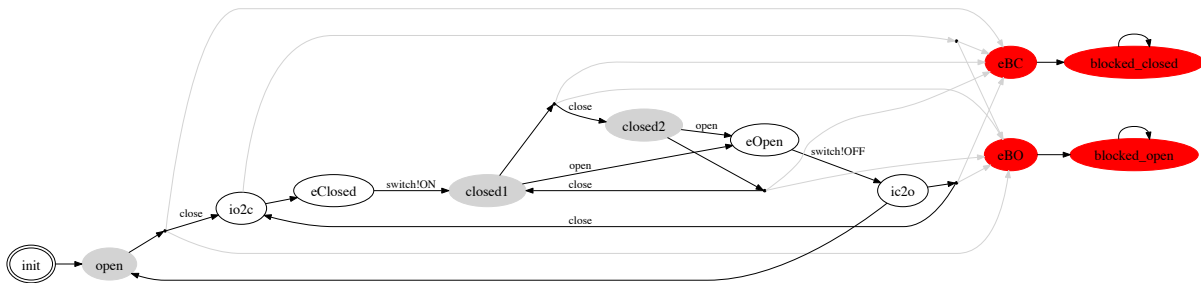 eBC
blocked_closed
close
closed2
open
eOpen
switch!OFF
eBO
blocked_open
open
eClosed
switch!ON
closed1
close
ic2o
close
io2c
close
init
open